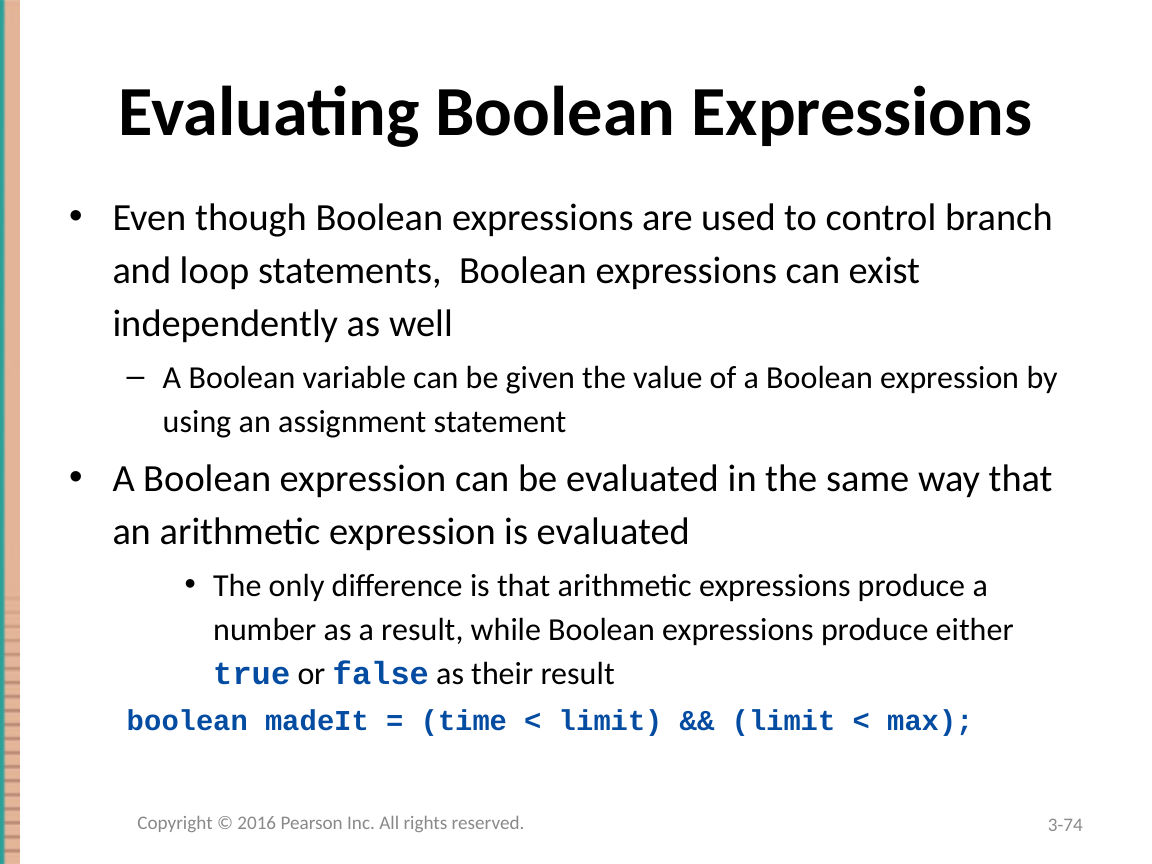 Evaluating Boolean Expressions
• Even though Boolean expressions are used to control branch
and loop statements,  Boolean expressions can exist
independently as well
– A Boolean variable can be given the value of a Boolean expression by
using an assignment statement
• A Boolean expression can be evaluated in the same way that
an arithmetic expression is evaluated
• The only difference is that arithmetic expressions produce a
number as a result, while Boolean expressions produce either
true or false as their result
boolean madeIt = (time < limit) && (limit < max);
Copyright © 2016 Pearson Inc. All rights reserved.
3-74